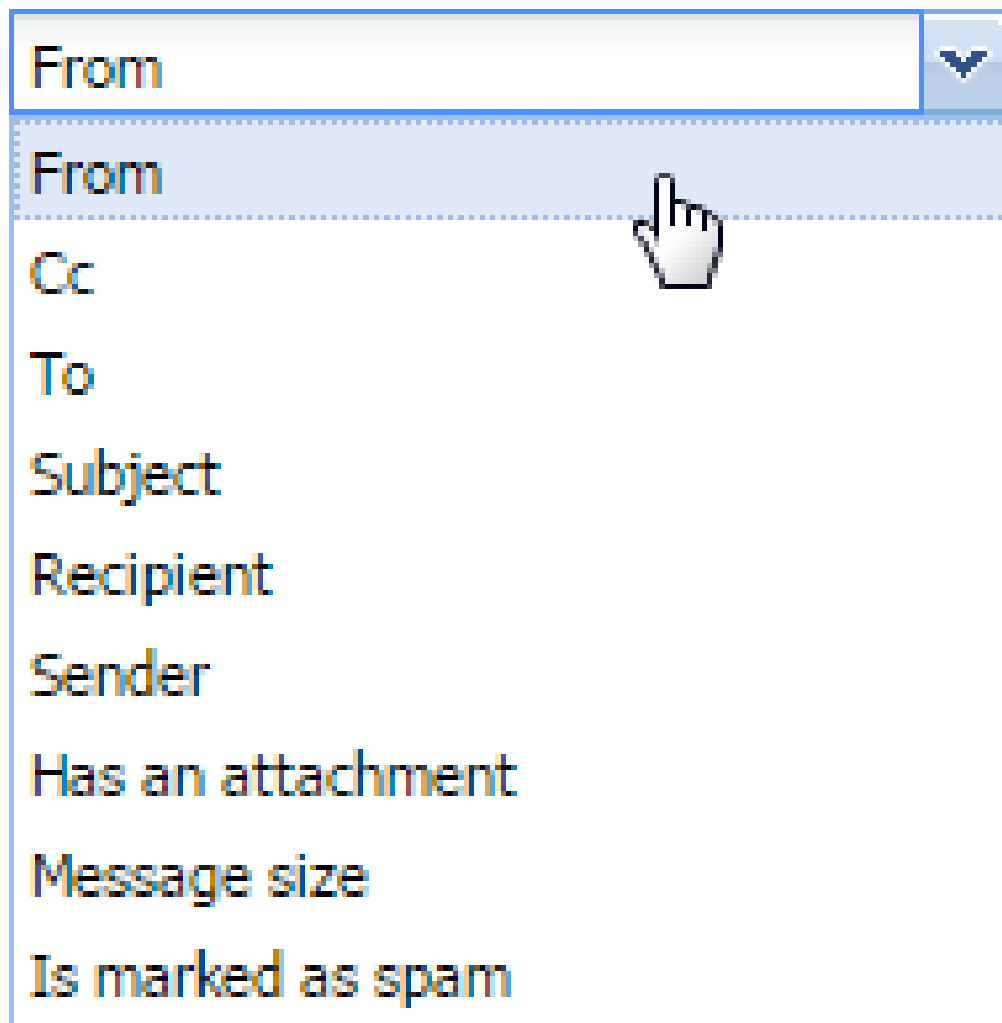 From
From
Cc
To
Subject
Recipient
Sender
Has an attachment
Message size
Is marked as spam